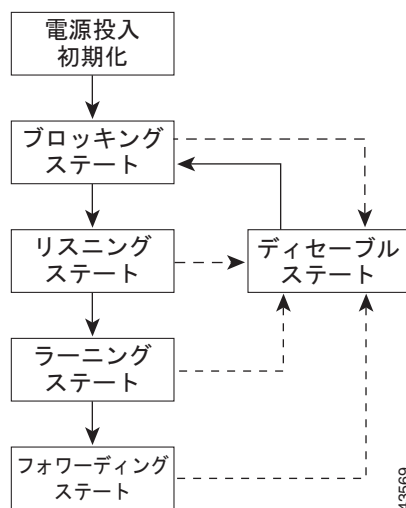 電源投入
初期化
ブロッキング
ステート
リスニング
ステート
ディセーブル
ステート
ラーニング
ステート
フォワーディング
ステート
43569